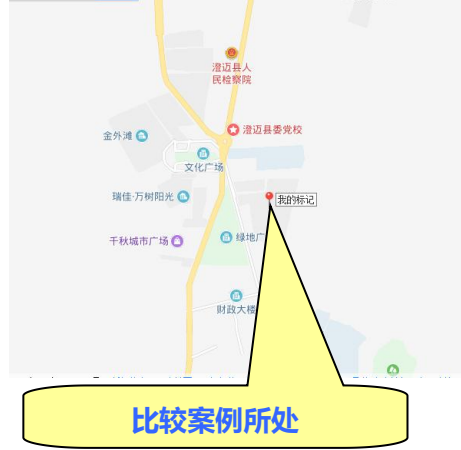 澄迈县人
民检察院
澄迈县委党校
金外滩
文化广场
瑞佳·万树阳光
我的标记
千秋城市广场
绿地广
财政大楼
比较案例所处